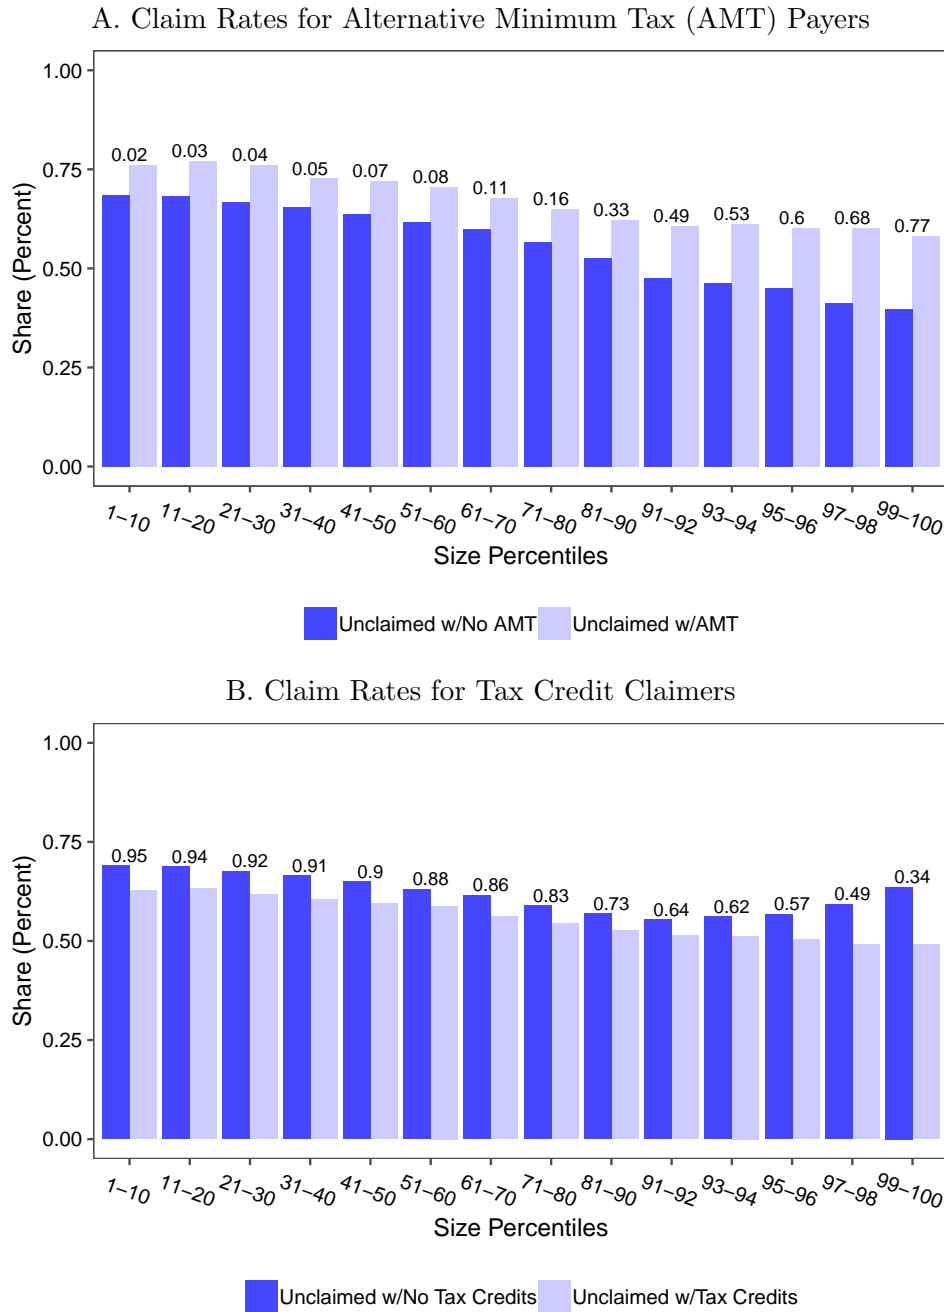 A. Claim Rates for Alternative Minimum Tax (AMT) Payers
1.00
0.75
0.50
0.25
0.00
Share (Percent)
0.02 0.03 0.04 0.05 0.07 0.08 0.11 0.16 0.33 0.49 0.53 0.6 0.68 0.77
1–10 11–20 21–30 31–40 41–50 51–60 61–70 71–80 81–90 91–92 93–94 95–96 97–98 99–100
Size Percentiles
Unclaimed w/No AMT Unclaimed w/AMT
B. Claim Rates for Tax Credit Claimers
1.00
0.75
0.50
0.25
0.00
Share (Percent)
0.95 0.94 0.92 0.91 0.9 0.88 0.86 0.83 0.73 0.64 0.62 0.57 0.49 0.34
1–10 11–20 21–30 31–40 41–50 51–60 61–70 71–80 81–90 91–92 93–94 95–96 97–98 99–100
Size Percentiles
Unclaimed w/No Tax Credits Unclaimed w/Tax Credits